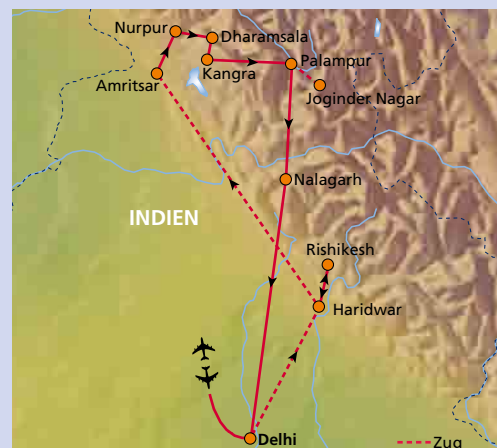 Nurpur
Dharamsala
Kangra
Palampur
Amritsar
Joginder Nagar
Nalagarh
INDIEN
Rishikesh
Haridwar
Delhi
Zug